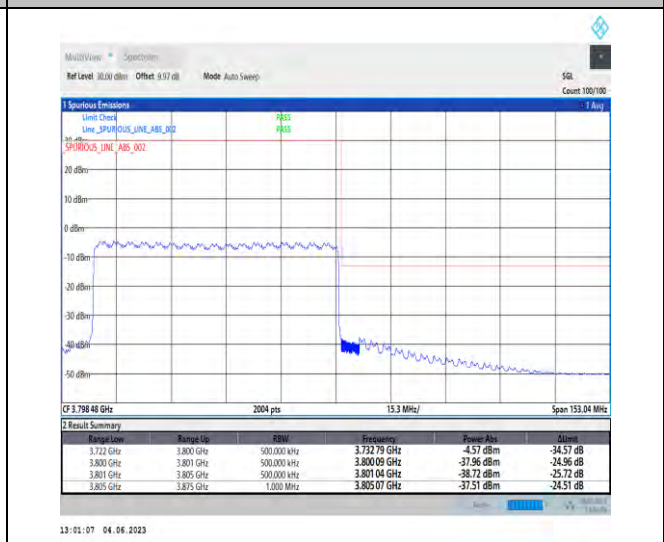 MultiView Spectrum
Ref Level 30.00 dBm Offset 9.97 dB Mode Auto Sweep SGL
Count 100/100
1 Spurious Emissions 1 Avg
Limit Check PASS
Line _SPURIOUS_LINE_ABS_002 PASS
_SPURIOUS_LINE_ABS_002
20 dBm
10 dBm
0 dBm
-10 dBm
-20 dBm
-30 dBm
-40 dBm
-50 dBm
CF 3.798 48 GHz 2004 pts 15.3 MHz/ Span 153.04 MHz
2 Result Summary
Range Low Range Up RBW Frequency Power Abs ΔLimit
3.722 GHz 3.800 GHz 500.000 kHz 3.732 79 GHz -4.57 dBm -34.57 dB
3.800 GHz 3.801 GHz 500.000 kHz 3.800 09 GHz -37.96 dBm -24.96 dB
3.801 GHz 3.805 GHz 500.000 kHz 3.801 04 GHz -38.72 dBm -25.72 dB
3.805 GHz 3.875 GHz 1.000 MHz 3.805 07 GHz -37.51 dBm -24.51 dB
13:01:07 04.06.2023